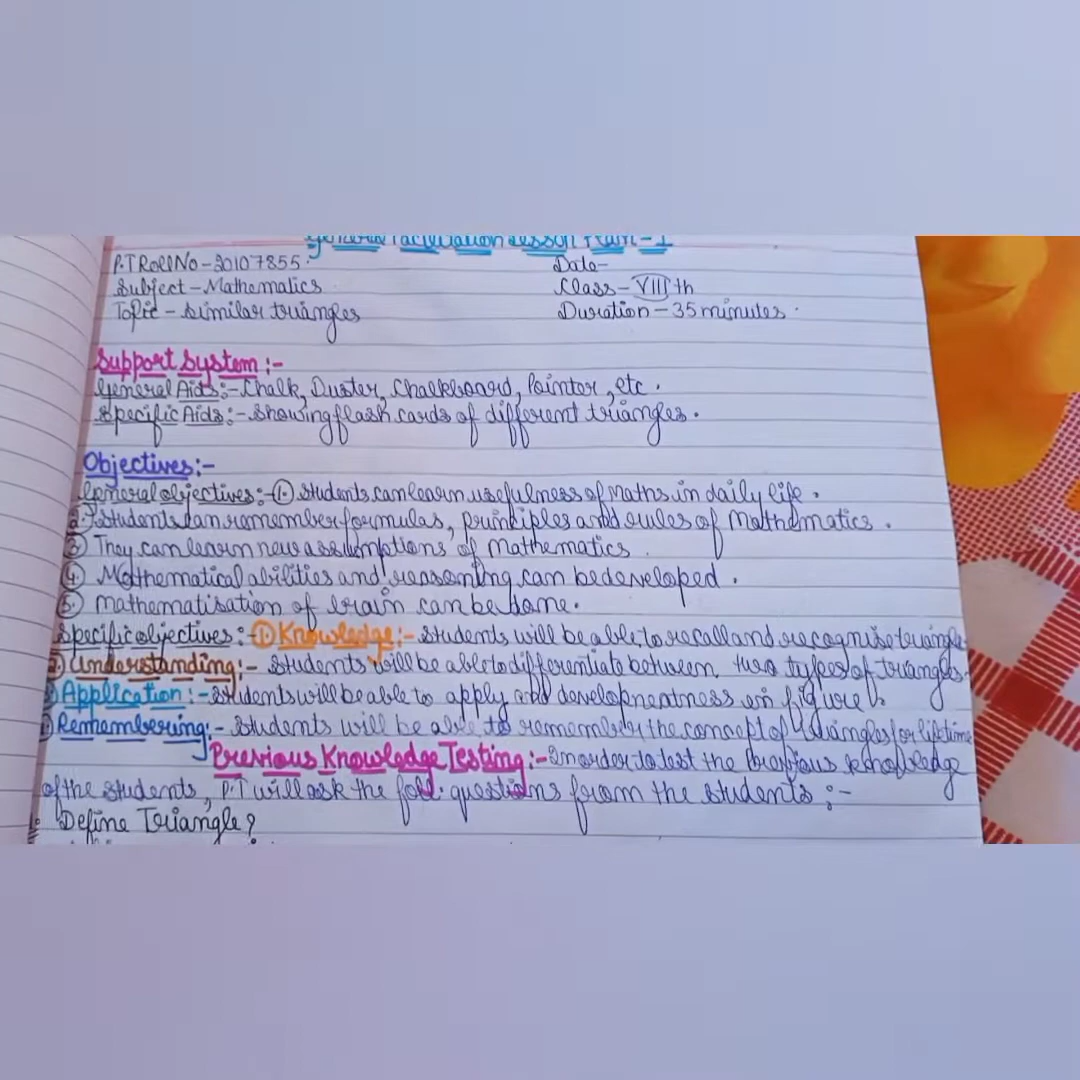 General Facilitation Lesson Plan - I
P.T Roll No - 20107855. Date -
Subject - Mathematics Class - VIIIth
Topic - Similar triangles Duration - 35 minutes.
Support System :-
General Aids :- Chalk, Duster, Chalkboard, Pointer, etc.
Specific Aids :- Showing flash cards of different triangles.
Objectives :-
General objectives :- 1. Students can learn usefulness of Maths in daily life.
2. Students can remember formulas, principles and rules of Mathematics.
3 They can learn new assumptions of Mathematics.
4. Mathematical abilities and reasoning can be developed.
5. Mathematisation of brain can be done.
Specific objectives :- 1 Knowledge :- Students will be able to recall and recognise triangle
2 Understanding :- Students will be able to differentiate between two types of triangles.
3 Application :- Students will be able to apply and develop neatness in figure
Remembering :- Students will be able to remember the concept of triangles for lifetime
Previous Knowledge Testing :- In order to test the previous knowledge
of the students, P.T will ask the foll. questions from the students :-
Define Triangle?